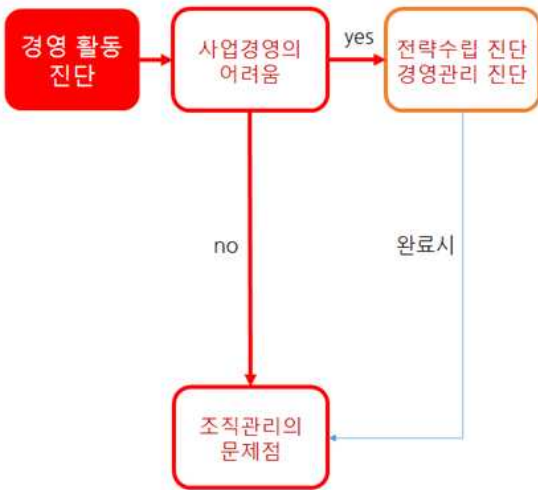 경영 활동
진단
사업경영의
어려움
yes
전략수립 진단
경영관리 진단
no
완료시
조직관리의
문제점